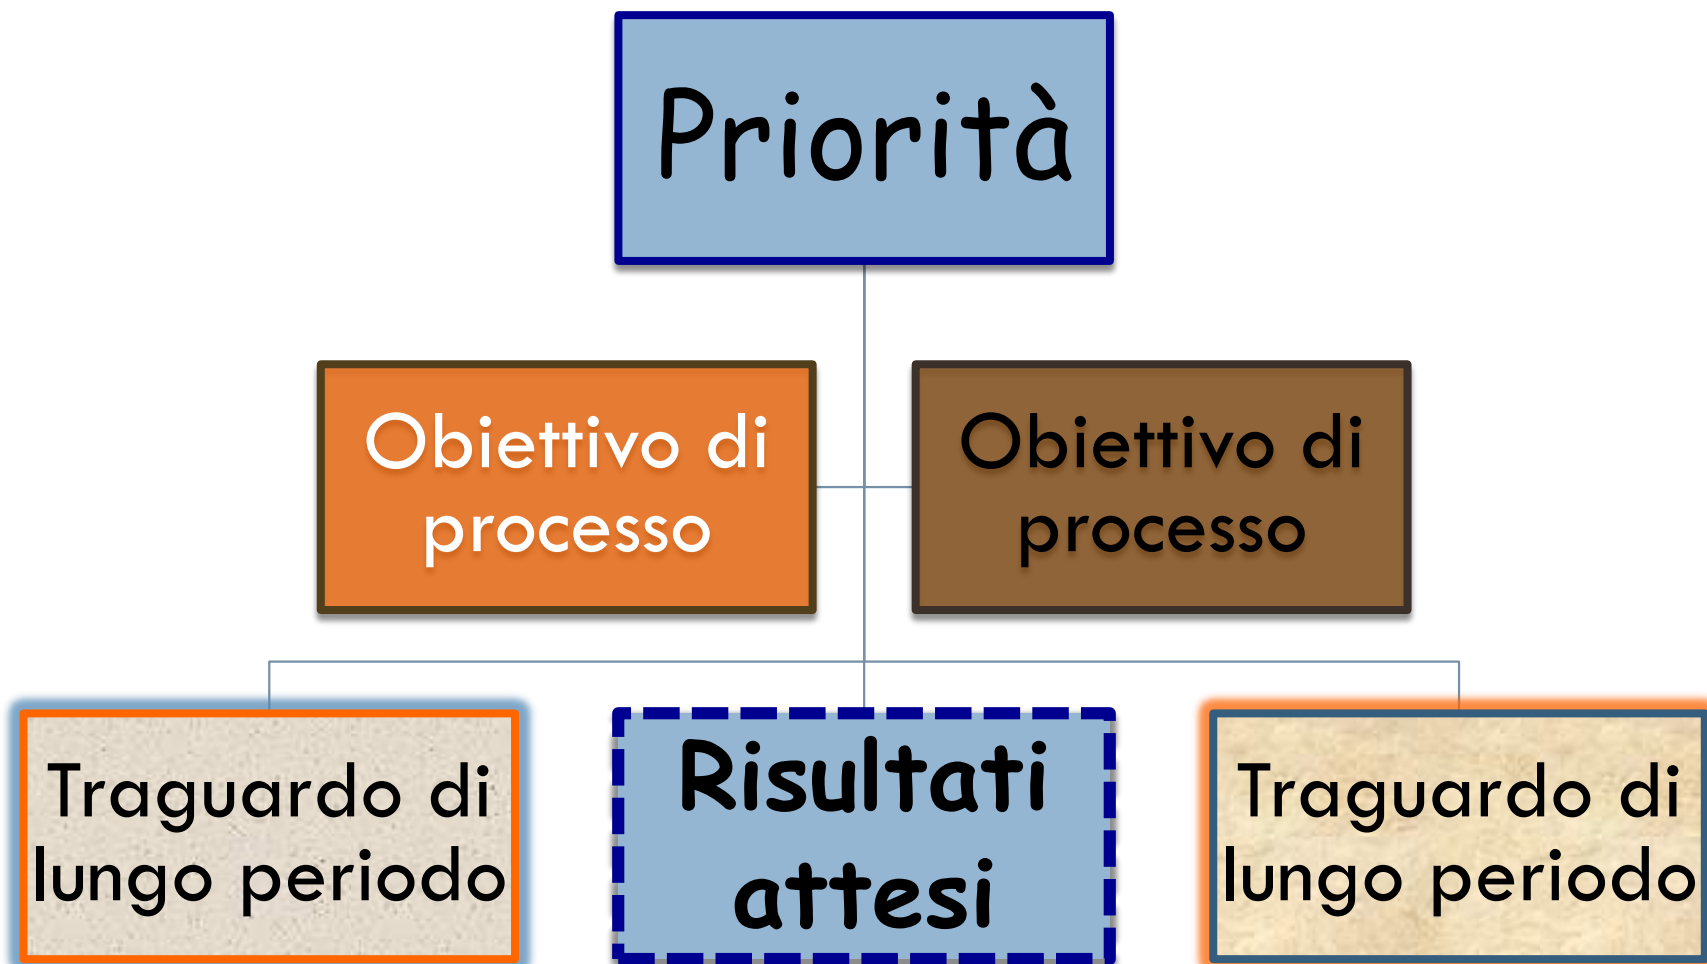 Priorità
Obiettivo di
processo
Obiettivo di
processo
Traguardo di
lungo periodo
Risultati
attesi
Traguardo di
lungo periodo